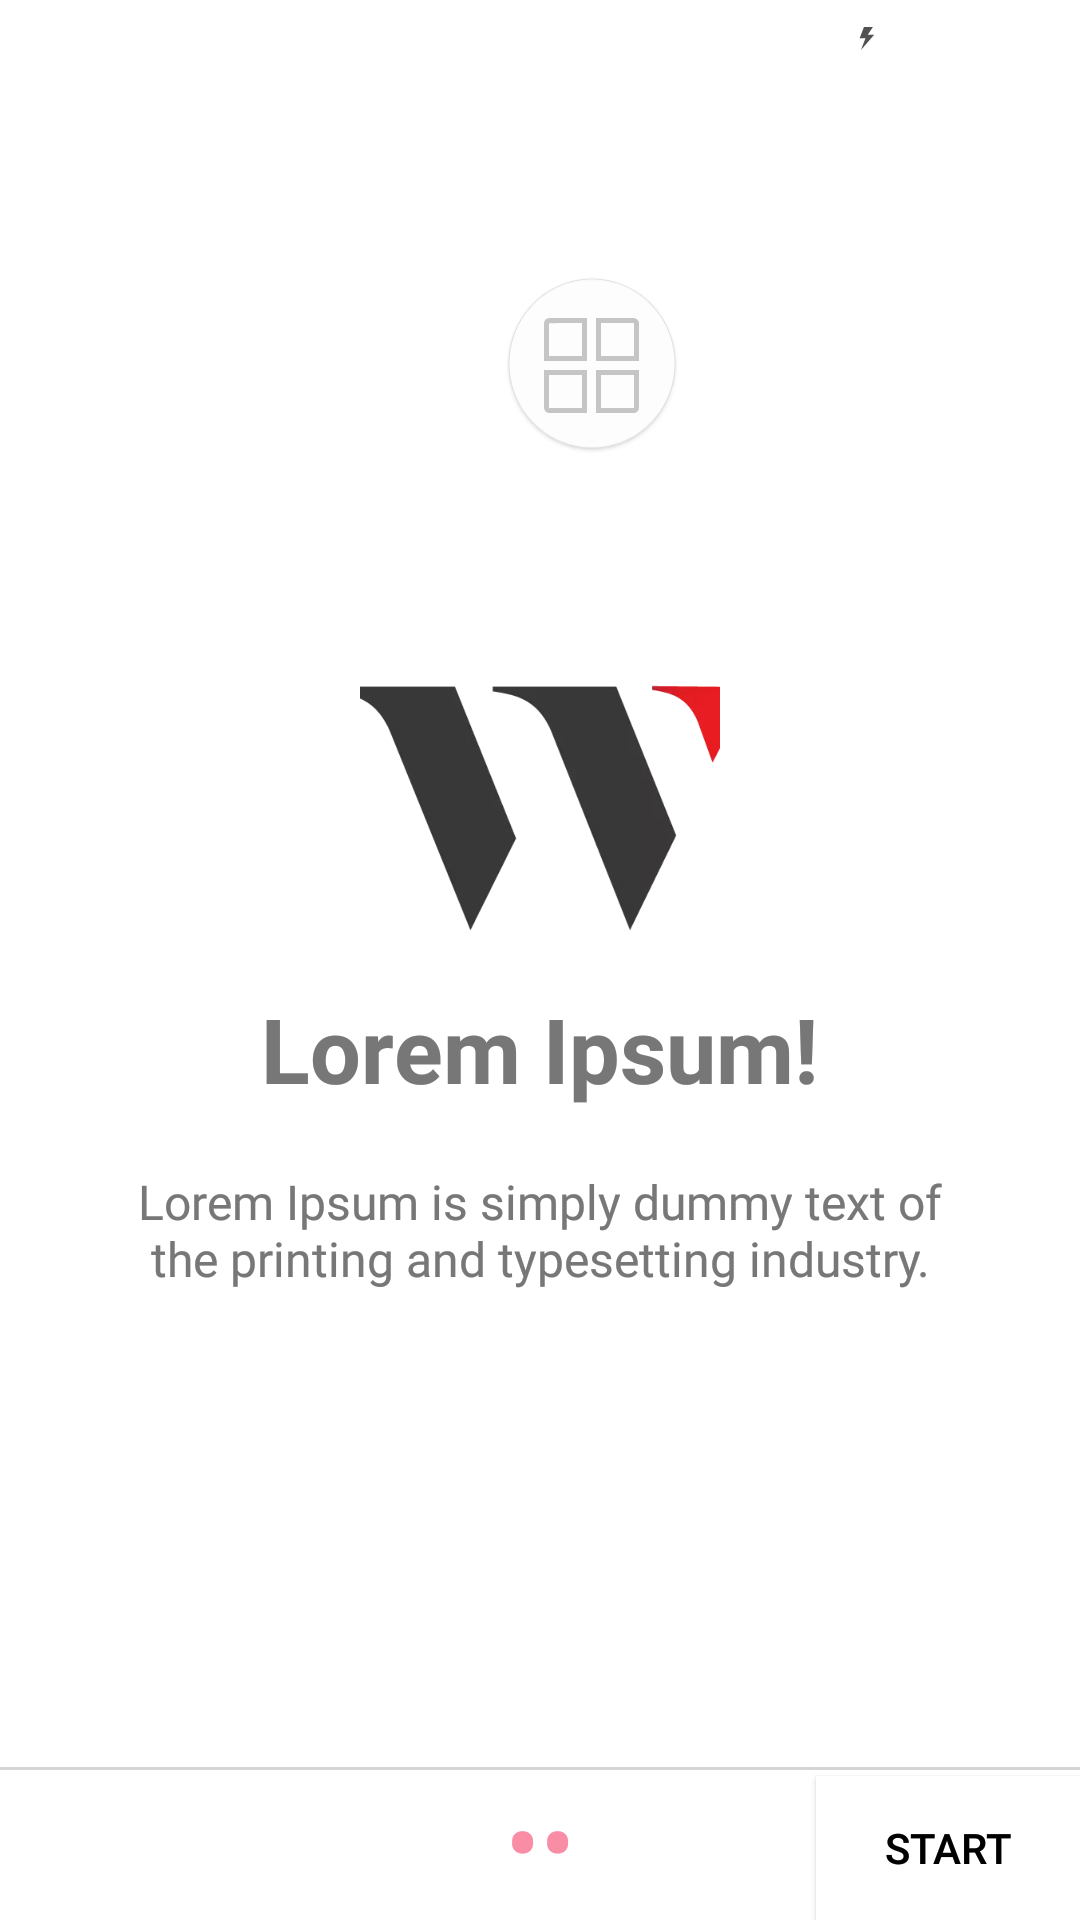 Lorem Ipsum!
Lorem Ipsum is simply dummy text of
the printing and typesetting industry.
START